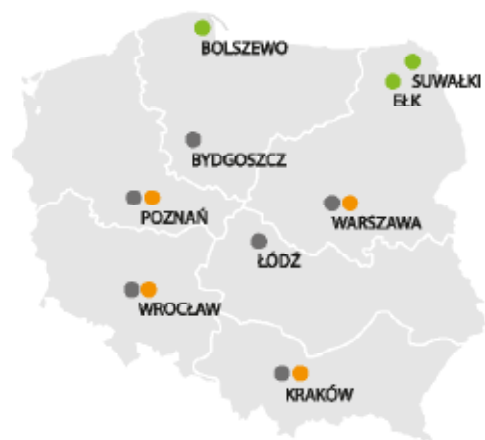 BOLSZEWO
SUWAŁKI
EŁK
BYDGOSZCZ
POZNAŃ
WARSZAWA
ŁÓDŹ
WROCŁAW
KRAKÓW